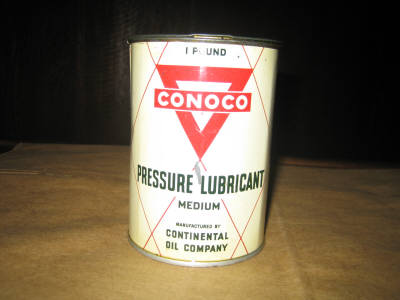 1 POUND
CONOCO
PRESSURE LUBRICANT
MEDIUM
MANUFACTURED BY
CONTINENTAL
OIL COMPANY